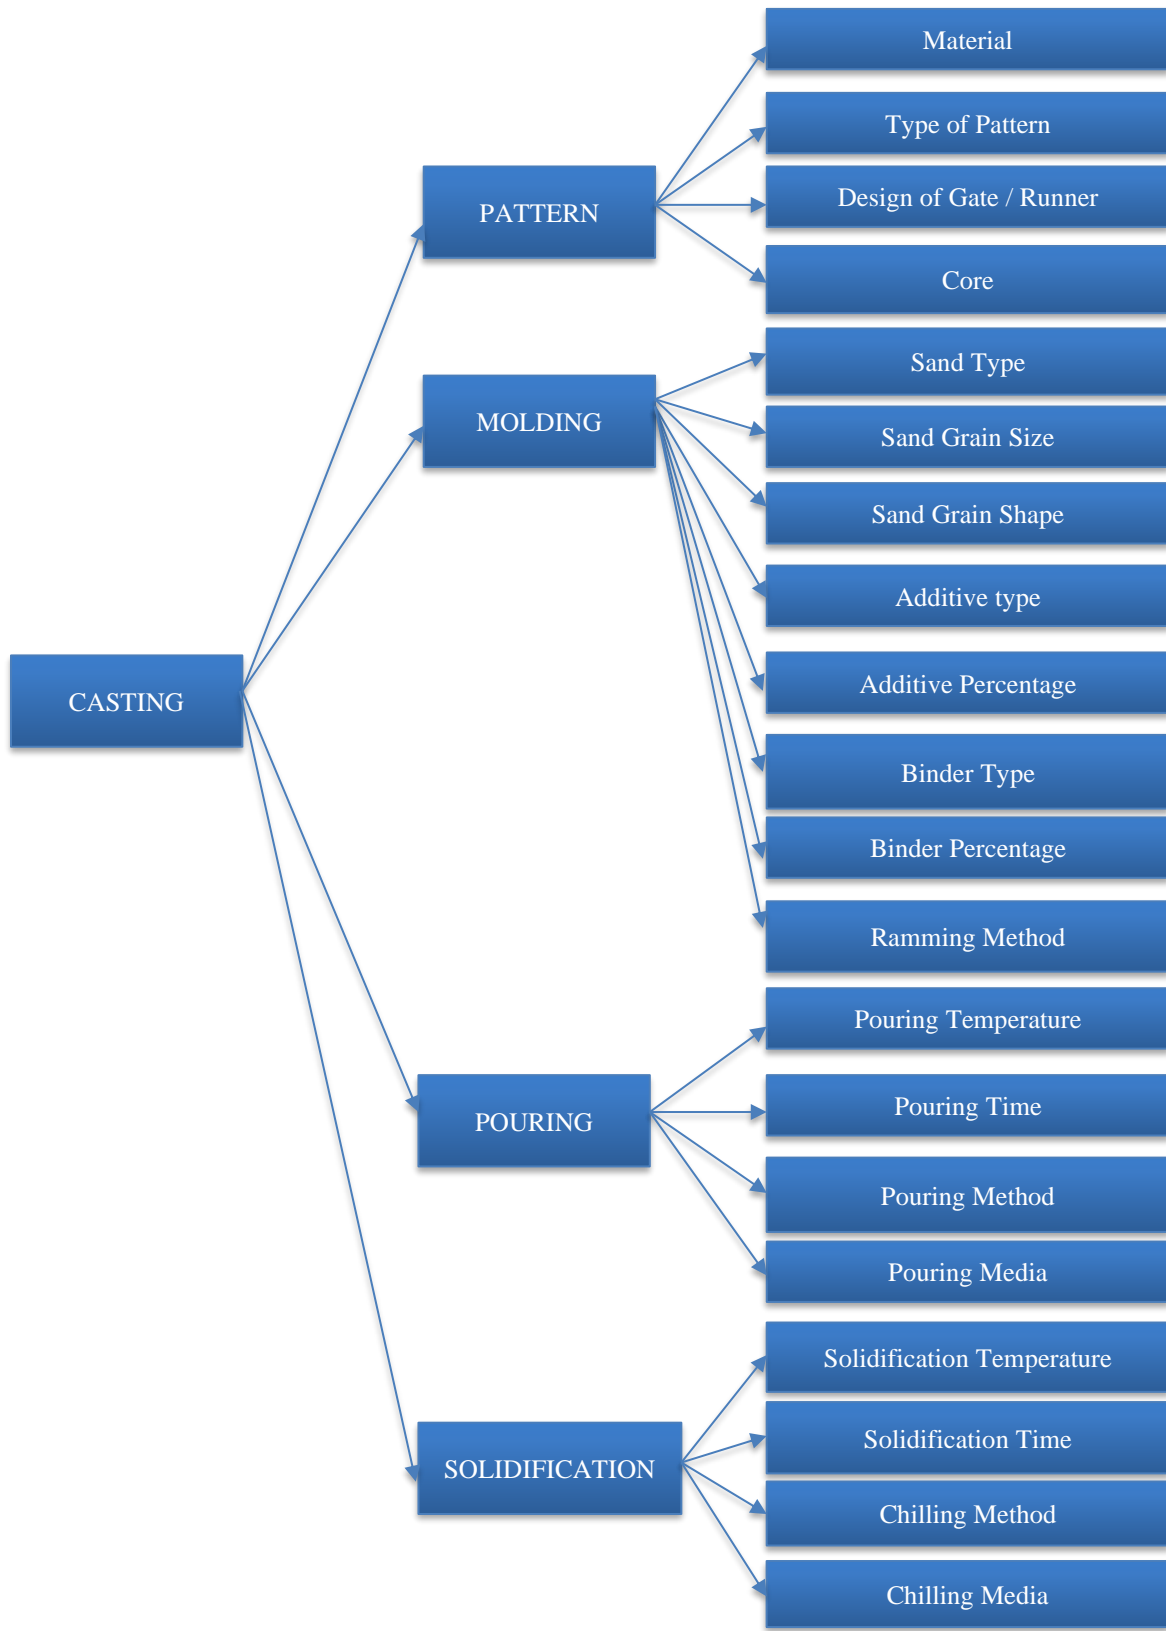 CASTING
PATTERN
Material
Type of Pattern
Design of Gate / Runner
Core
MOLDING
Sand Type
Sand Grain Size
Sand Grain Shape
Additive type
Additive Percentage
Binder Type
Binder Percentage
Ramming Method
POURING
Pouring Temperature
Pouring Time
Pouring Method
Pouring Media
SOLIDIFICATION
Solidification Temperature
Solidification Time
Chilling Method
Chilling Media